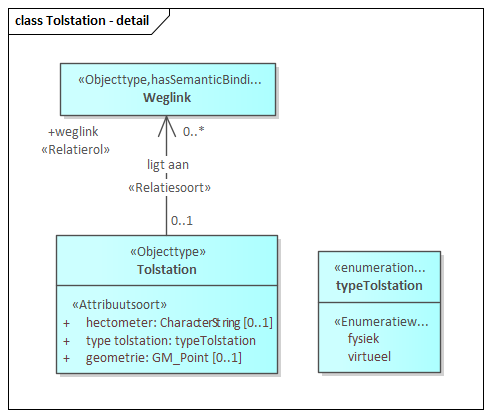 class Tolstation - detail
«Objecttype,hasSemanticBindi...
Weglink
+weglink
0..*
«Relatierol»
ligt aan
«Relatiesoort»
0..1
«Objecttype»
Tolstation
«Attribuutsoort»
+ hectometer: CharacterString [0..1]
+ type tolstation: typeTolstation
+ geometrie: GM_Point [0..1]
«enumeration...
typeTolstation
«Enumeratiew...
fysiek
virtueel